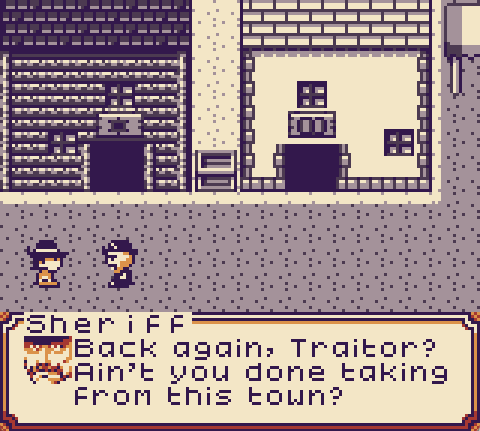 Sheriff
Back again, Traitor?
Ain't you done taking
from this town?